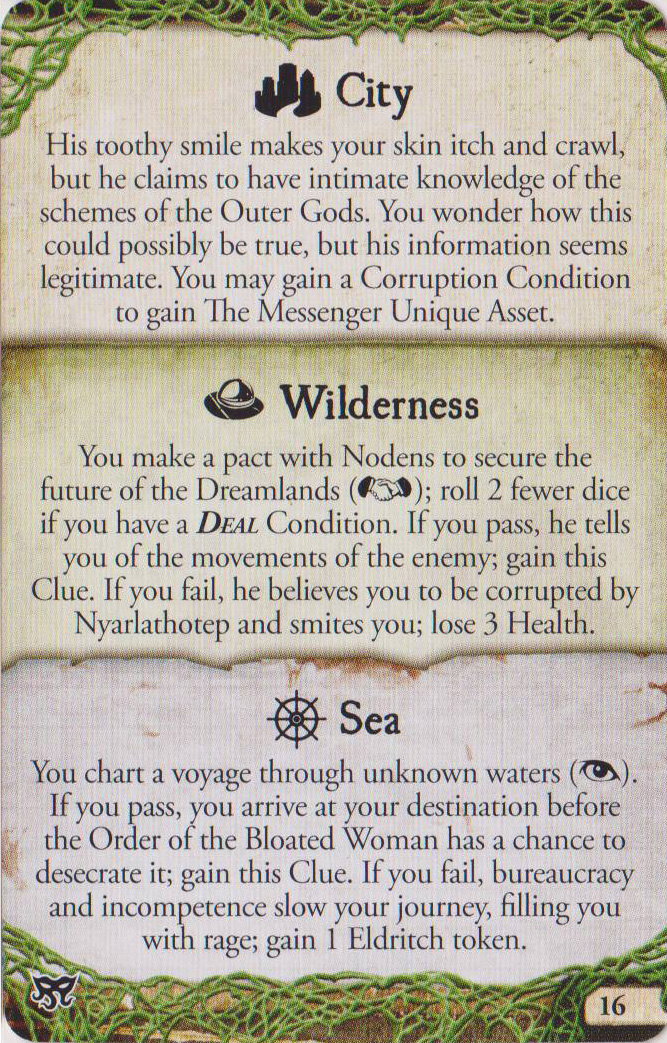 City
His toothy smile makes your skin itch and crawl,
but he claims to have intimate knowledge of the
schemes of the Outer Gods. You wonder how this
could possibly be true, but his information seems
legitimate. You may gain a Corruption Condition
to gain The Messenger Unique Asset.
Wilderness
You make a pact with Nodens to secure the
future of the Dreamlands (); roll 2 fewer dice
if you have a DEAL Condition. If you pass, he tells
you of the movements of the enemy; gain this
Clue. If you fail, he believes you to be corrupted by
Nyarlathotep and smites you; lose 3 Health.
Sea
You chart a voyage through unknown waters ().
If you pass, you arrive at your destination before
the Order of the Bloated Woman has a chance to
desecrate it; gain this Clue. If you fail, bureaucracy
and incompetence slow your journey, filling you
with rage; gain 1 Eldritch token.
16